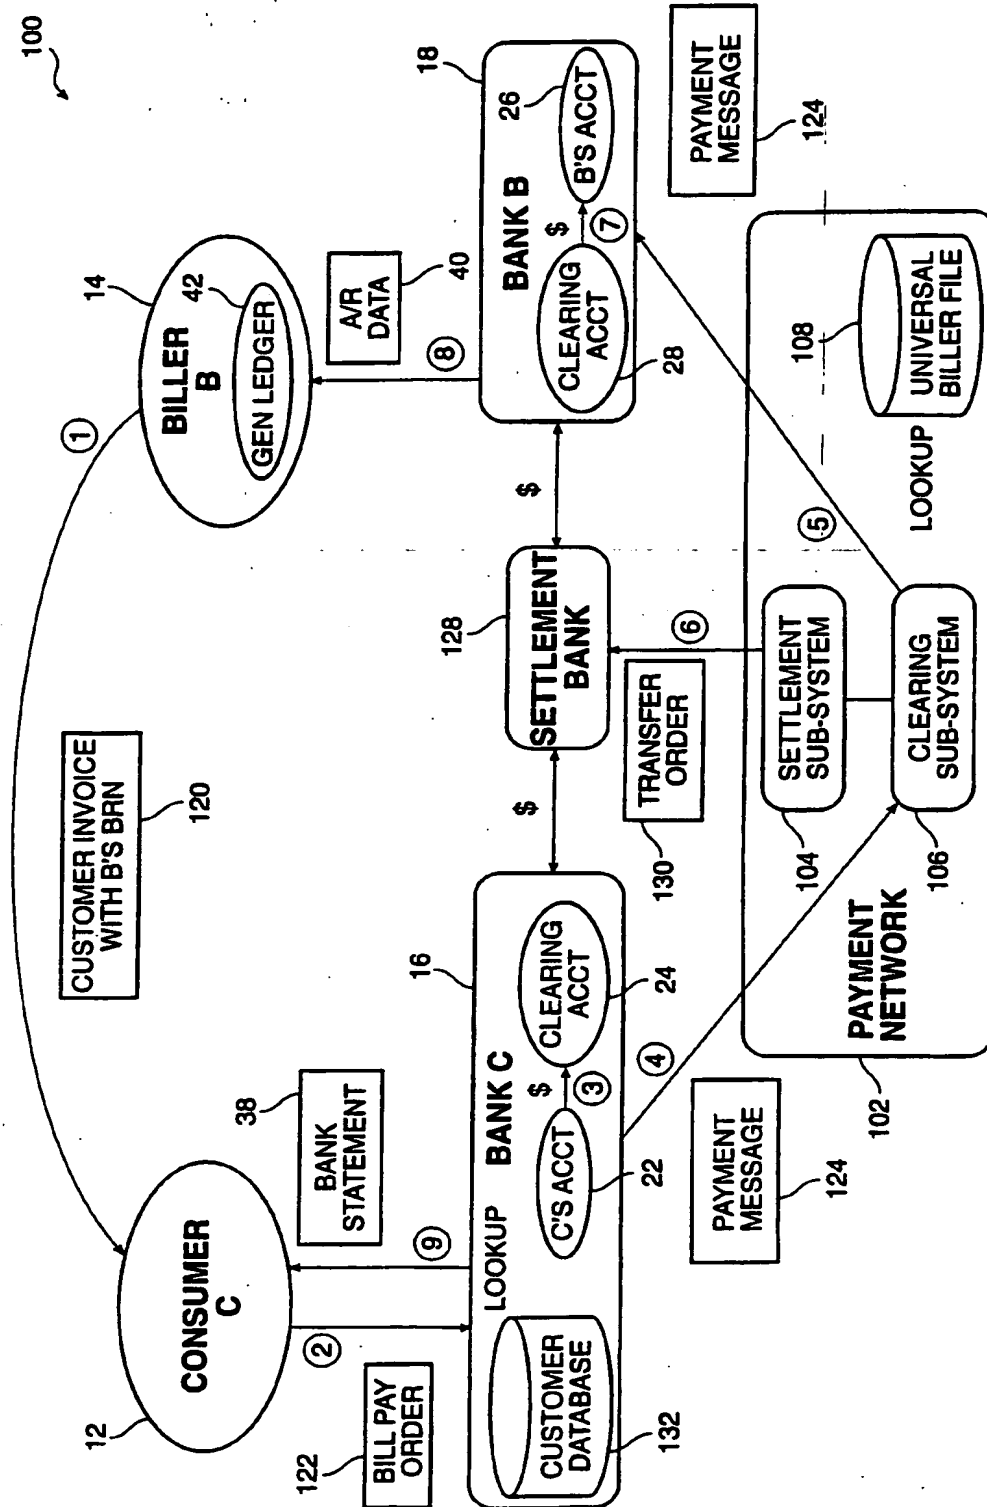 100
CONSUMER
C
12
CUSTOMER INVOICE
WITH B'S BRN
120
1
BILLER
B
GEN LEDGER
14
42
BILL PAY
ORDER
122
2
9
BANK
STATEMENT
38
A/R
DATA
40
8
16
LOOKUP
BANK C
CUSTOMER
DATABASE
132
C'S ACCT
22
$
3
CLEARING
ACCT
24
$
SETTLEMENT
BANK
128
$
18
BANK B
CLEARING
ACCT
28
$
7
B'S ACCT
26
PAYMENT
MESSAGE
124
4
TRANSFER
ORDER
130
6
5
PAYMENT
MESSAGE
124
PAYMENT
NETWORK
102
SETTLEMENT
SUB-SYSTEM
104
CLEARING
SUB-SYSTEM
106
LOOKUP
UNIVERSAL
BILLER FILE
108